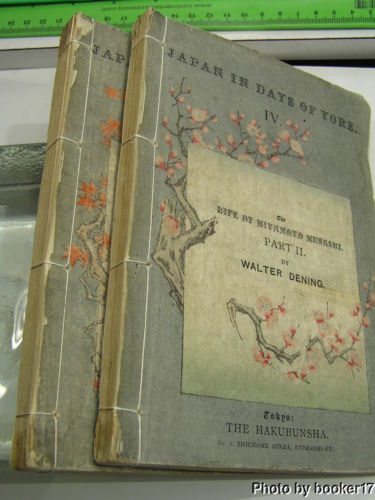 JAPAN IN DAYS OF YORE.
IV.
The
LIFE OF MIYAMOTO MUSASHI.
PART II.
BY
WALTER DENING.
Tokyo:
THE HAKUBUNSHA.
SHICHOME GINZA, KYOBASHI-KU.
JAPA
Photo by booker17